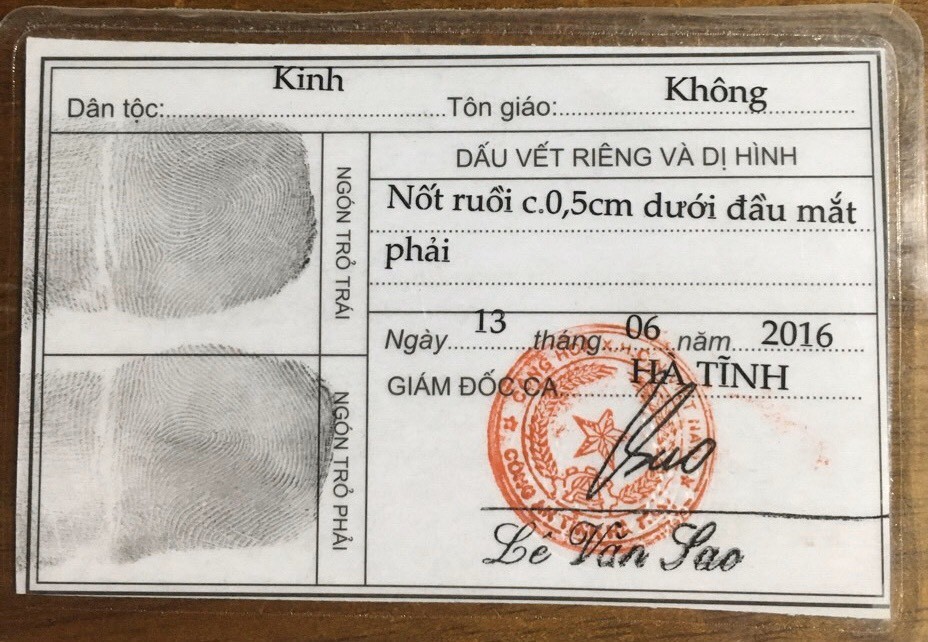 Dân tộc: Kinh Tôn giáo: Không
NGÓN TRỎ TRÁI
NGÓN TRỎ PHẢI
DẤU VẾT RIÊNG VÀ DỊ HÌNH
Nốt ruồi c.0,5cm dưới đầu mắt
phải
Ngày 13 tháng 06 năm 2016
GIÁM ĐỐC CA HÀ TĨNH
Lê Văn Sao